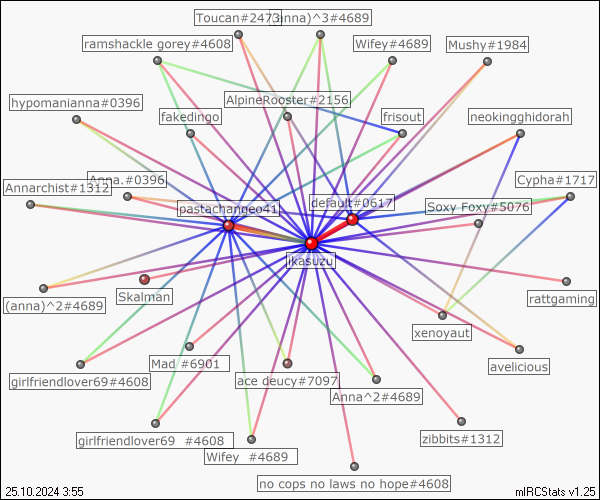 Toucan#2473
(anna)^3#4689
ramshackle gorey#4608
Wifey#4689
Mushy#1984
hypomanianna#0396
AlpineRooster#2156
fakedingo
frisout
neokingghidorah
Anna.#0396
Annarchist#1312
Cypha#1717
pastachangeo41
default#0617
Soxy Foxy#5076
ikasuzu
Skalman
(anna)^2#4689
rattgaming
xenoyaut
Mad #6901
avelicious
girlfriendlover69#4608
ace deucy#7097
Anna^2#4689
girlfriendlover69 #4608
zibbits#1312
Wifey #4689
no cops no laws no hope#4608
25.10.2024 3:55
mIRCStats v1.25